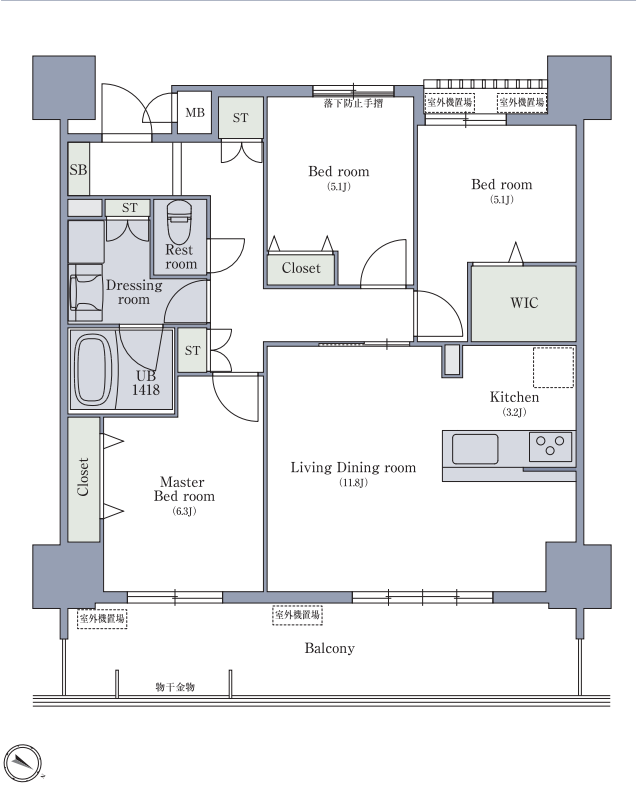 MB
ST
落下防止手摺
室外機置場
室外機置場
SB
Bed room
(5.1J)
Bed room
(5.1J)
ST
Rest
room
Closet
Dressing
room
WIC
ST
UB
1418
Kitchen
(3.2J)
Closet
Master
Bed room
(6.3J)
Living Dining room
(11.8J)
室外機置場
室外機置場
Balcony
物干金物